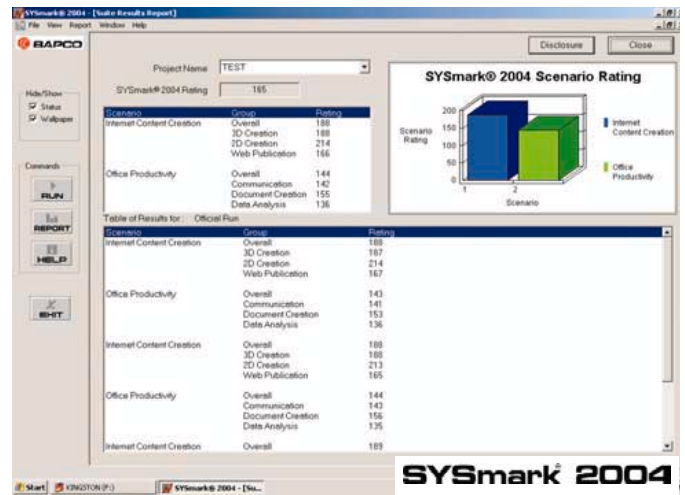 SYSmark® 2004 - [Suite Results Report]
File View Report Window Help
BAPCO
Disclosure Close
Project Name TEST
SYSmark® 2004 Rating 165
Hide/Show
Status
Wallpaper
Commands
RUN
REPORT
HELP
EXIT
Scenario Group Rating
Internet Content Creation Overall 188
3D Creation 188
2D Creation 214
Web Publication 166
Office Productivity Overall 144
Communication 142
Document Creation 155
Data Analysis 136
SYSmark® 2004 Scenario Rating
Scenario Rating
200
150
100
50
0
1 2
Scenario
Internet Content Creation
Office Productivity
Table of Results for: Official Run
Scenario Group Rating
Internet Content Creation Overall 188
3D Creation 187
2D Creation 214
Web Publication 167
Office Productivity Overall 143
Communication 141
Document Creation 153
Data Analysis 136
Internet Content Creation Overall 188
3D Creation 188
2D Creation 213
Web Publication 165
Office Productivity Overall 144
Communication 143
Document Creation 156
Data Analysis 135
Internet Content Creation Overall 189
SYSmark 2004
Start KINGSTON (F:) SYSmark® 2004 - [Su...